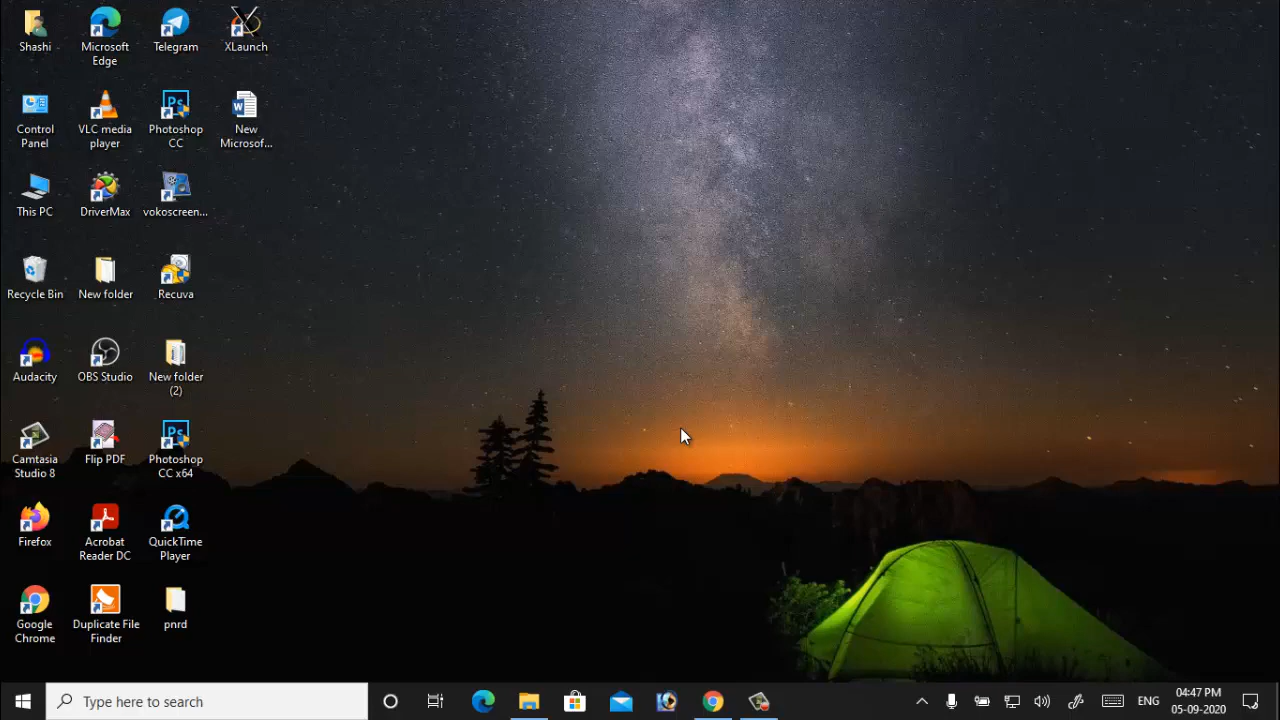 Shashi
Microsoft
Edge
Telegram
XLaunch
Control
Panel
VLC media
player
Photoshop
CC
New
Microsof...
This PC
DriverMax
vokoscreen...
Recycle Bin
New folder
Recuva
Audacity
OBS Studio
New folder
(2)
Camtasia
Studio 8
Flip PDF
Photoshop
CC x64
Firefox
Acrobat
Reader DC
QuickTime
Player
Google
Chrome
Duplicate File
Finder
pnrd
Type here to search
ENG
04:47 PM
05-09-2020